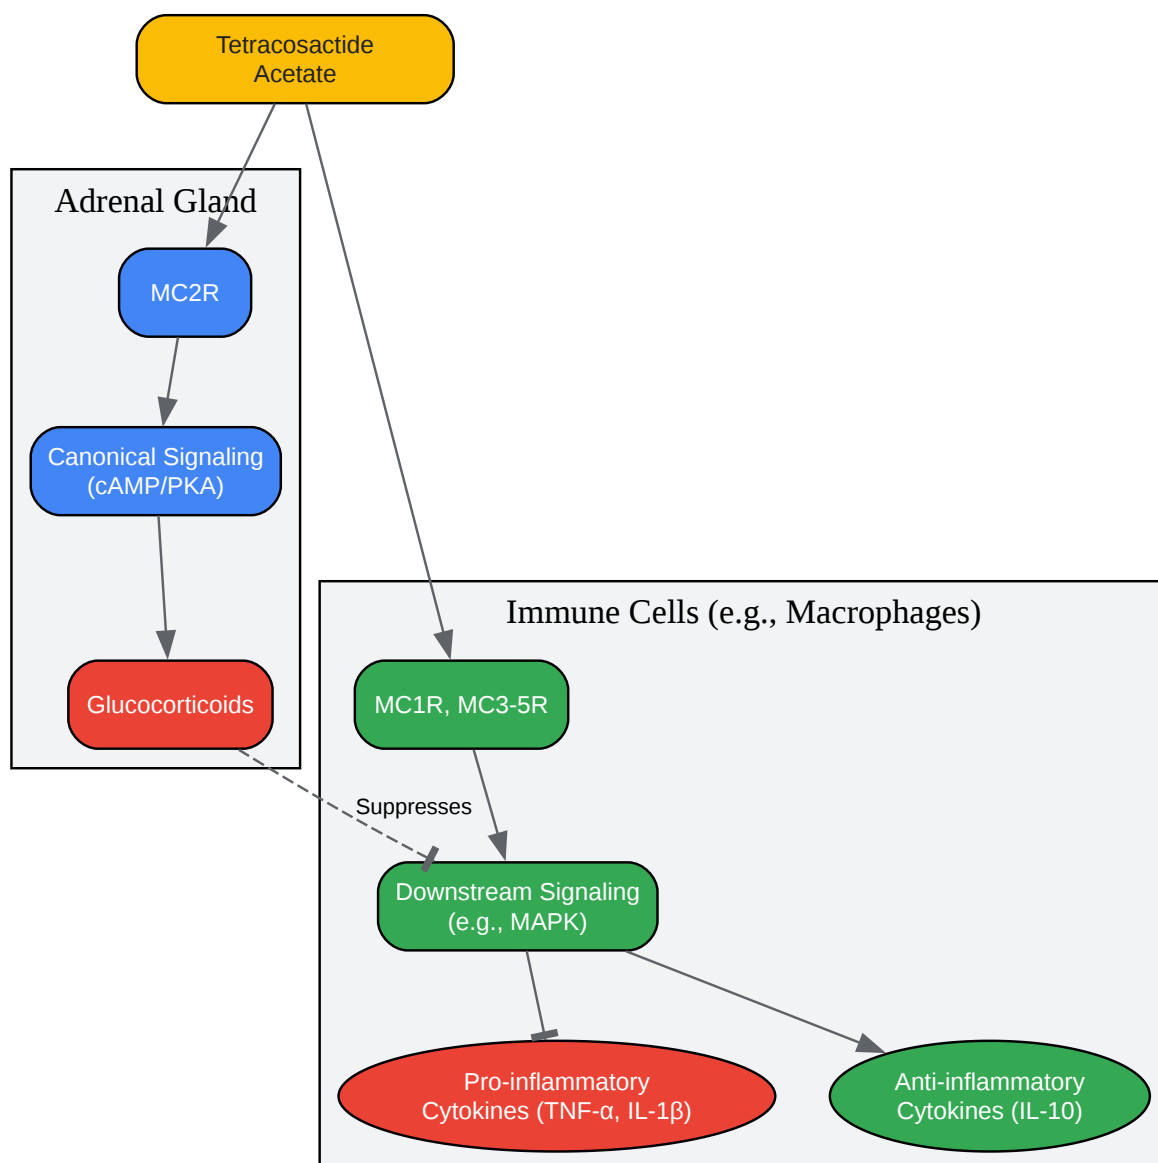 Tetracosactide
Acetate
Adrenal Gland
MC2R
Canonical Signaling
(cAMP/PKA)
Glucocorticoids
Immune Cells (e.g., Macrophages)
MC1R, MC3-5R
Suppresses
Downstream Signaling
(e.g., MAPK)
Pro-inflammatory
Cytokines (TNF-α, IL-1β)
Anti-inflammatory
Cytokines (IL-10)